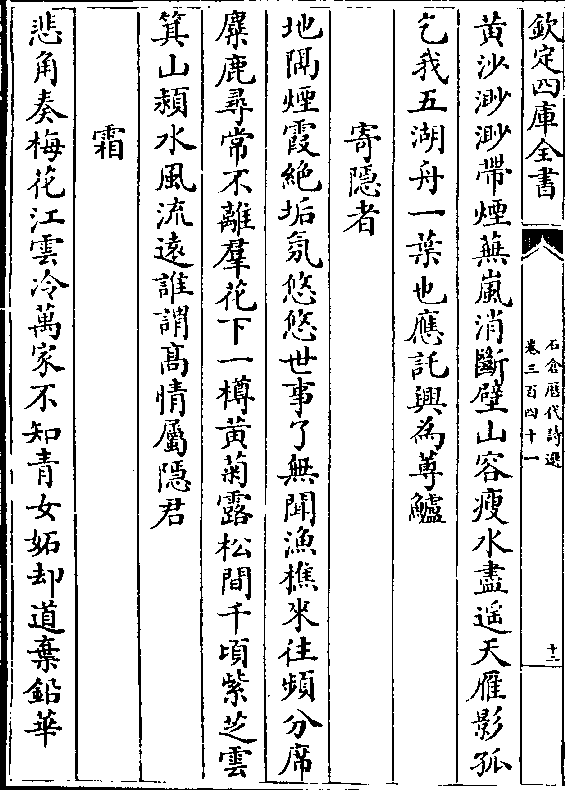 欽定四庫全書
石倉歷代詩選
卷三百四十一
十二
黄沙渺渺帶煙蕪嵐消斷壁山容瘦水盡遥天雁影孤
乞我五湖舟一葉也應託興為蓴鱸
寄隱者
地隔煙霞絶垢氛悠悠世事了無聞漁樵來往頻分席
麋鹿尋常不離羣花下一樽黄菊露松間千頃紫芝雲
箕山潁水風流遠誰謂髙情屬隱君
霜
悲角奏梅花江雲冷萬家不知青女妬却道棄鉛華